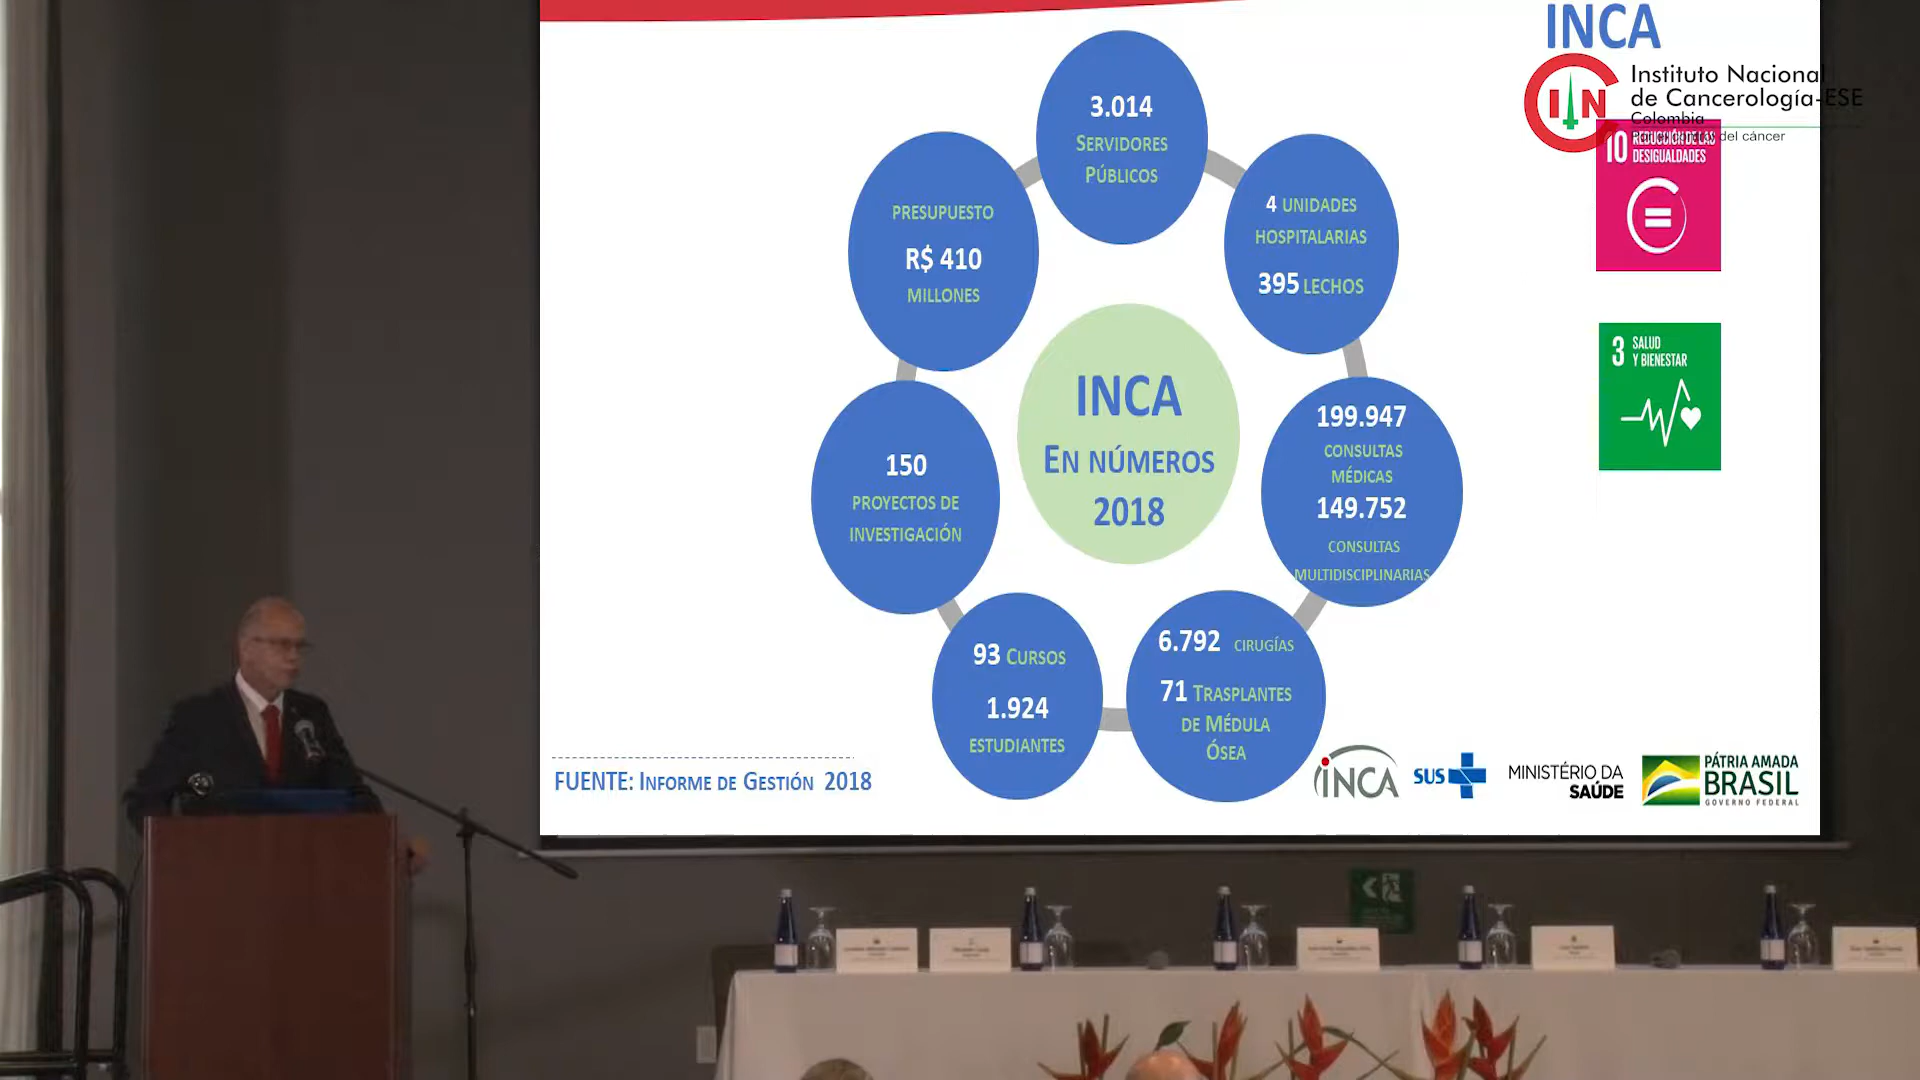 INCA
Instituto Nacional
de Cancerología-ESE
Colombia
del cáncer
10 REDUCCIÓN DE LAS
DESIGUALDADES
3 SALUD
Y BIENESTAR
3.014
SERVIDORES
PÚBLICOS
4 UNIDADES
HOSPITALARIAS
395 LECHOS
199.947
CONSULTAS
MÉDICAS
149.752
CONSULTAS
MULTIDISCIPLINARIAS
6.792 CIRUGÍAS
71 TRASPLANTES
DE MÉDULA
ÓSEA
93 CURSOS
1.924
ESTUDIANTES
150
PROYECTOS DE
INVESTIGACIÓN
PRESUPUESTO
R$ 410
MILLONES
INCA
EN NÚMEROS
2018
FUENTE: INFORME DE GESTIÓN 2018
INCA
SUS
MINISTÉRIO DA
SAÚDE
PÁTRIA AMADA
BRASIL
GOVERNO FEDERAL